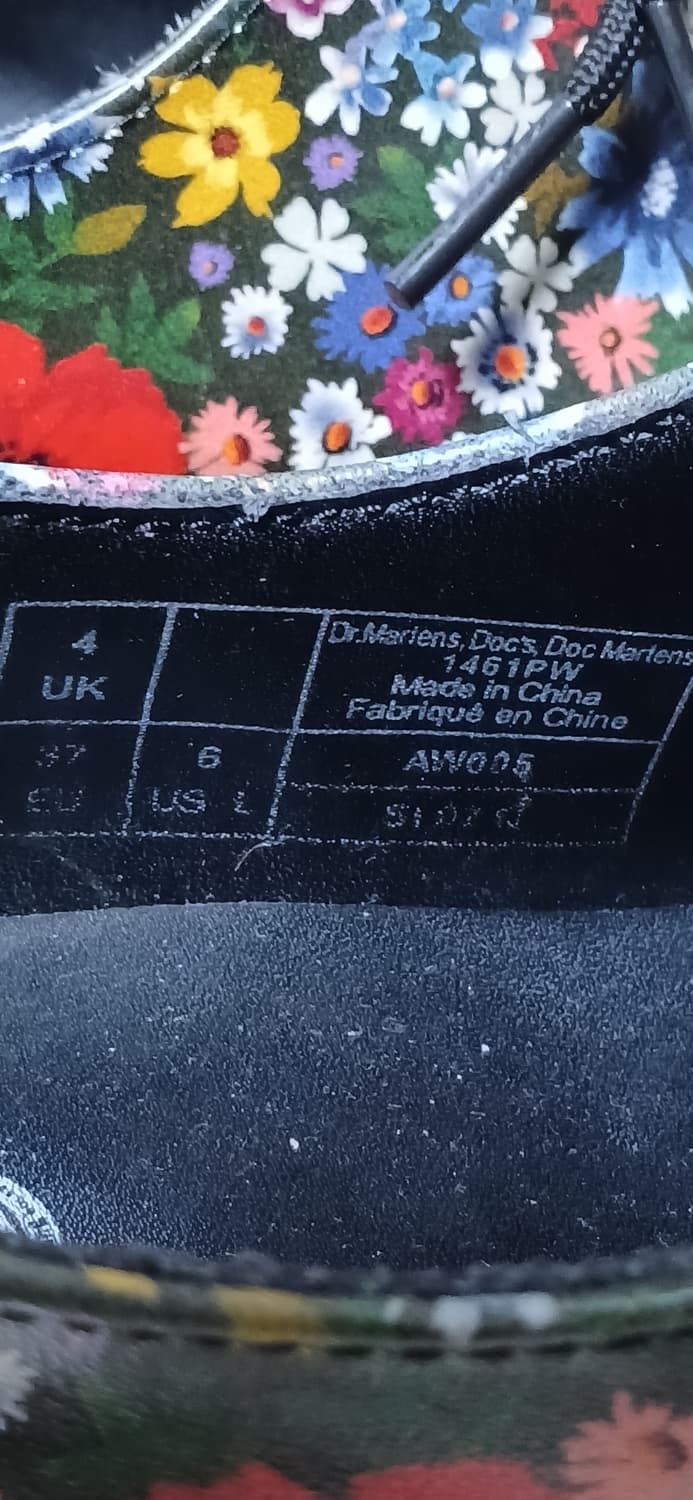 4
UK
37
EU
6
US L
Dr.Martens, Doc's, Doc Martens
1461PW
Made in China
Fabriqué en Chine
AW005